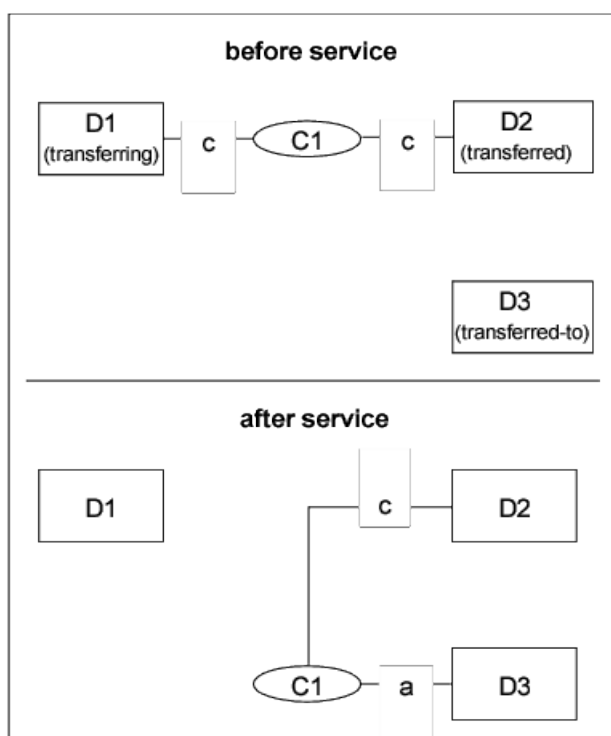 before service
D1
(transferring)
c
C1
c
D2
(transferred)
D3
(transferred-to)
after service
D1
c
D2
C1
a
D3